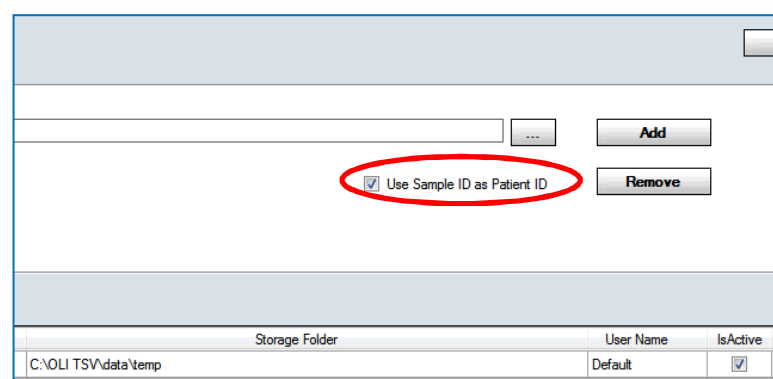 ... Add
Use Sample ID as Patient ID Remove
Storage Folder User Name IsActive
C:\OLI TSV\data\temp Default